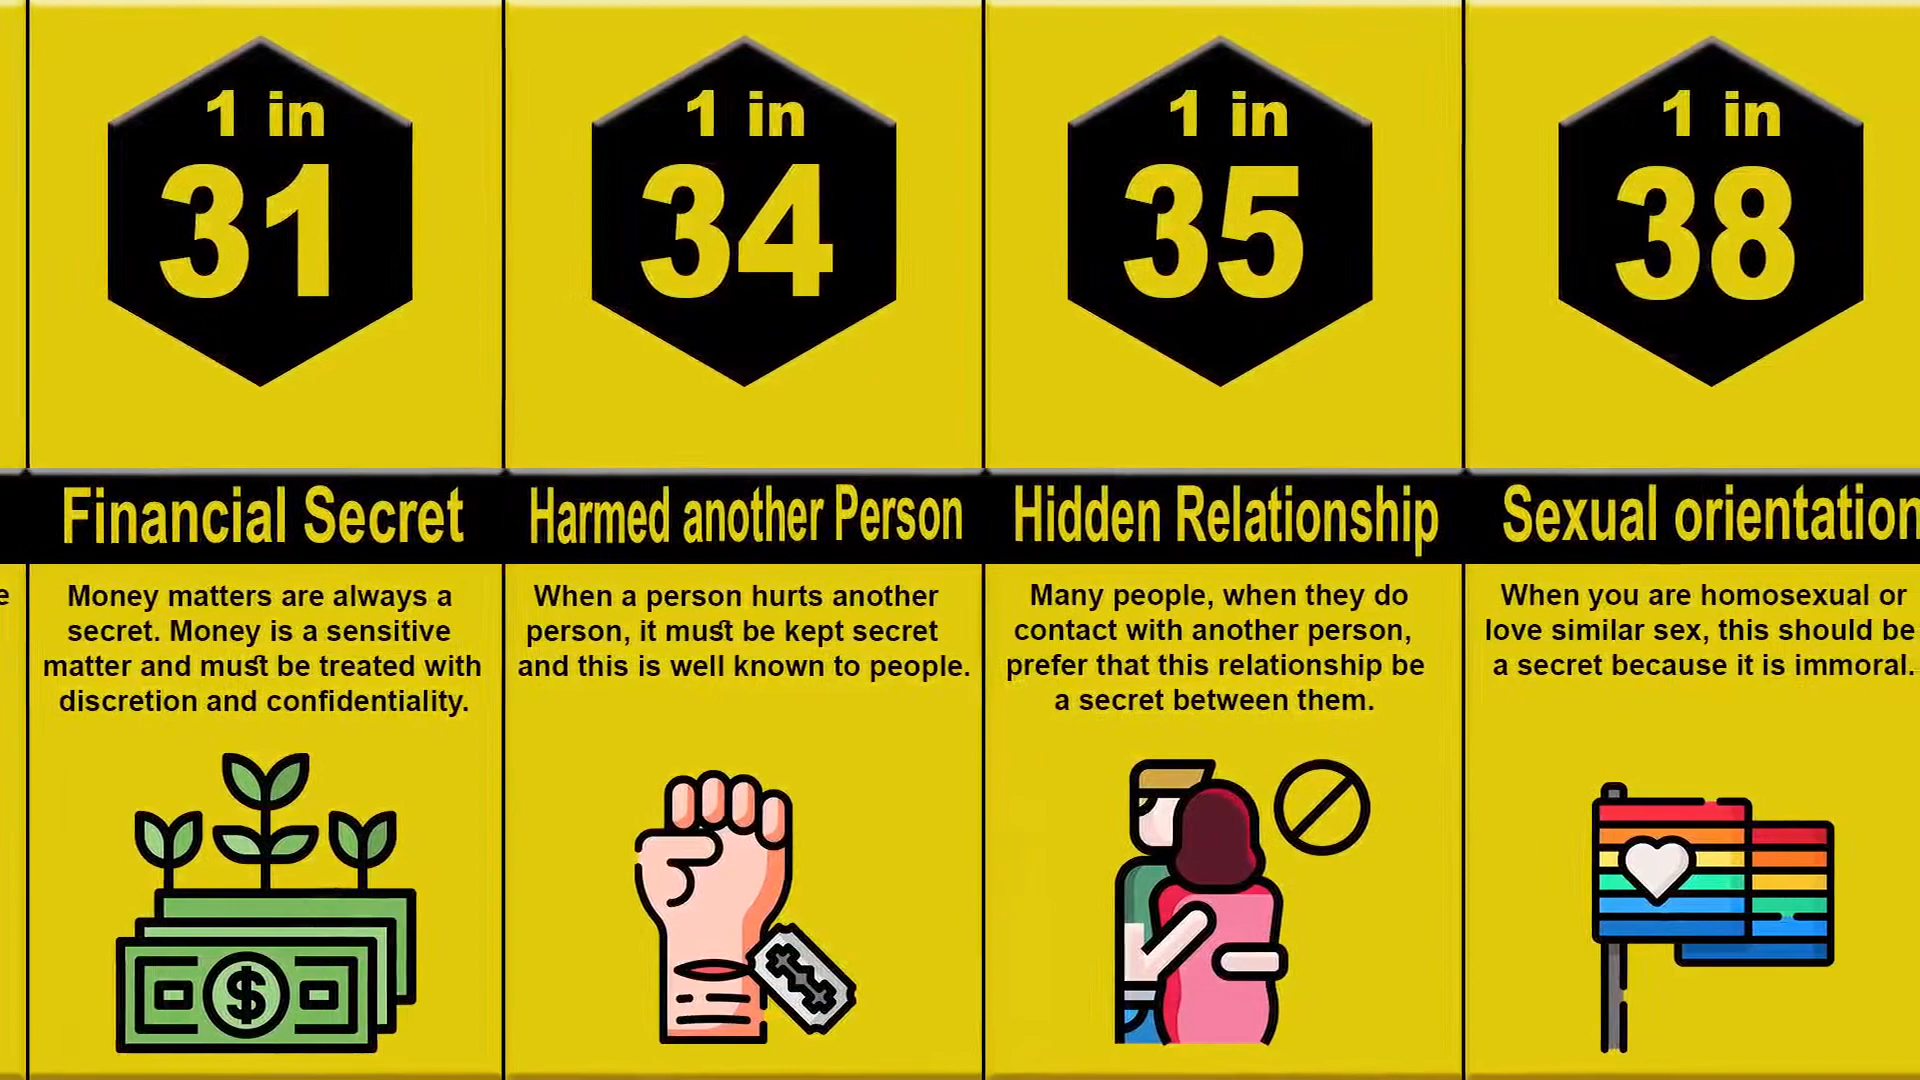 1 in
31
1 in
34
1 in
35
1 in
38
Financial Secret
Harmed another Person
Hidden Relationship
Sexual orientation
e
Money matters are always a
secret. Money is a sensitive
matter and must be treated with
discretion and confidentiality.
When a person hurts another
person, it must be kept secret
and this is well known to people.
Many people, when they do
contact with another person,
prefer that this relationship be
a secret between them.
When you are homosexual or
love similar sex, this should be
a secret because it is immoral.
$